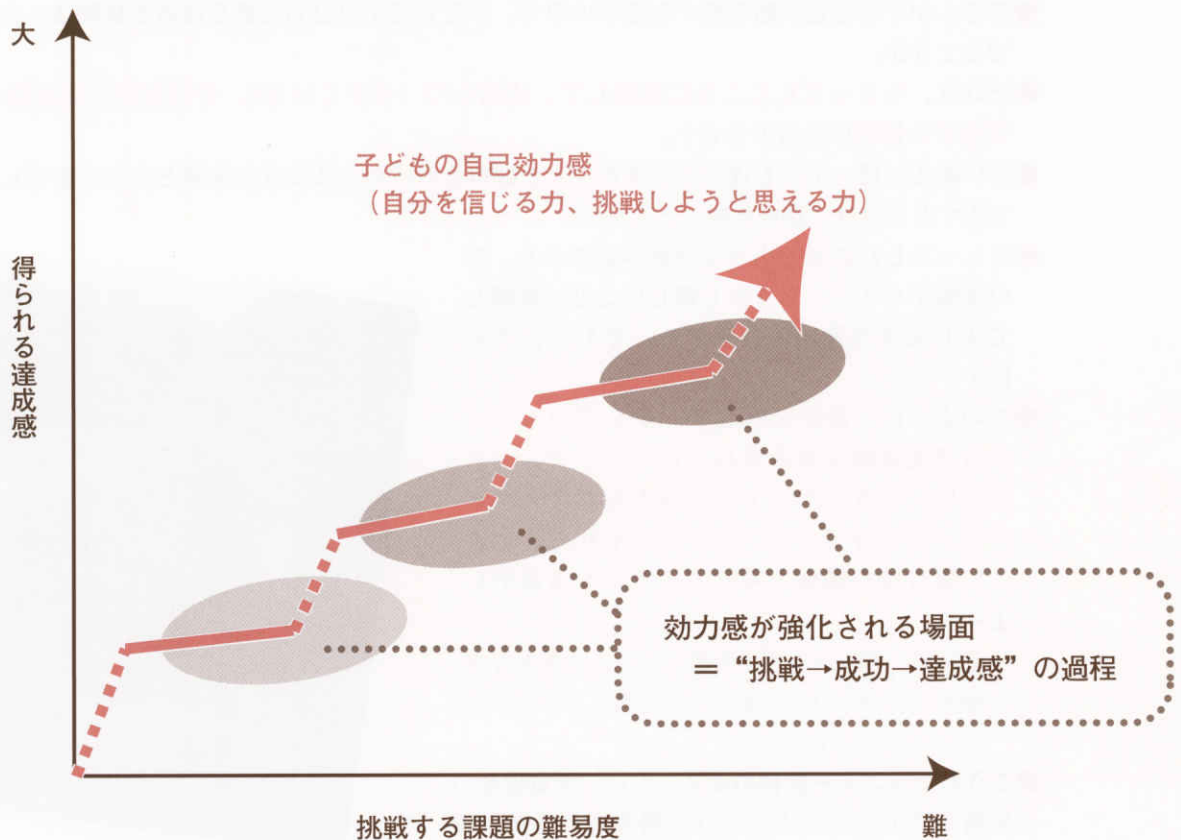 大
子どもの自己効力感
（自分を信じる力、挑戦しようと思える力）
得られる達成感
効力感が強化される場面
＝“挑戦→成功→達成感”の過程
挑戦する課題の難易度
難